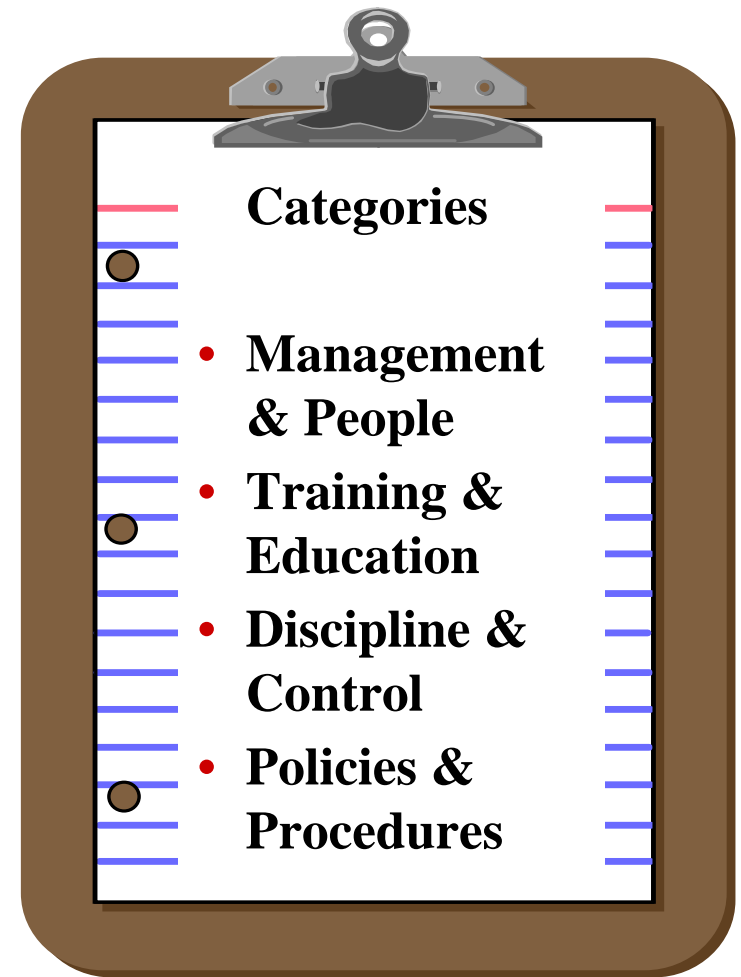 Categories
• Management
& People
• Training &
Education
• Discipline &
Control
• Policies &
Procedures